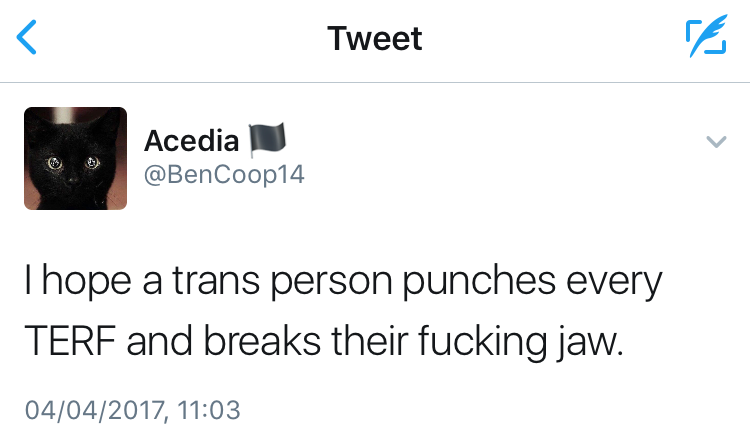 Tweet
Acedia 🏴
@BenCoop14
I hope a trans person punches every
TERF and breaks their fucking jaw.
04/04/2017, 11:03